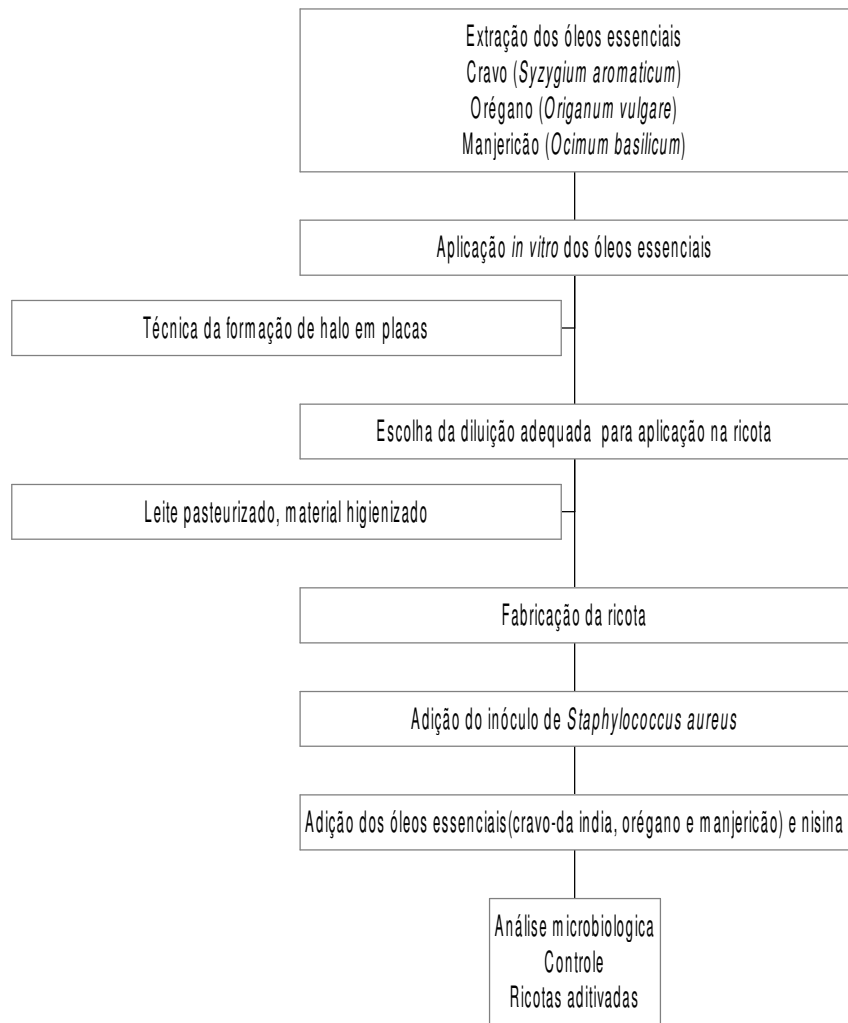 Extração dos óleos essenciais
Cravo (Syzygium aromaticum)
Orégano (Origanum vulgare)
Manjericão (Ocimum basilicum)
Aplicação in vitro dos óleos essenciais
Técnica da formação de halo em placas
Escolha da diluição adequada para aplicação na ricota
Leite pasteurizado, material higienizado
Fabricação da ricota
Adição do inóculo de Staphylococcus aureus
Adição dos óleos essenciais(cravo-da india, orégano e manjericão) e nisina
Análise microbiologica
Controle
Ricotas aditivadas